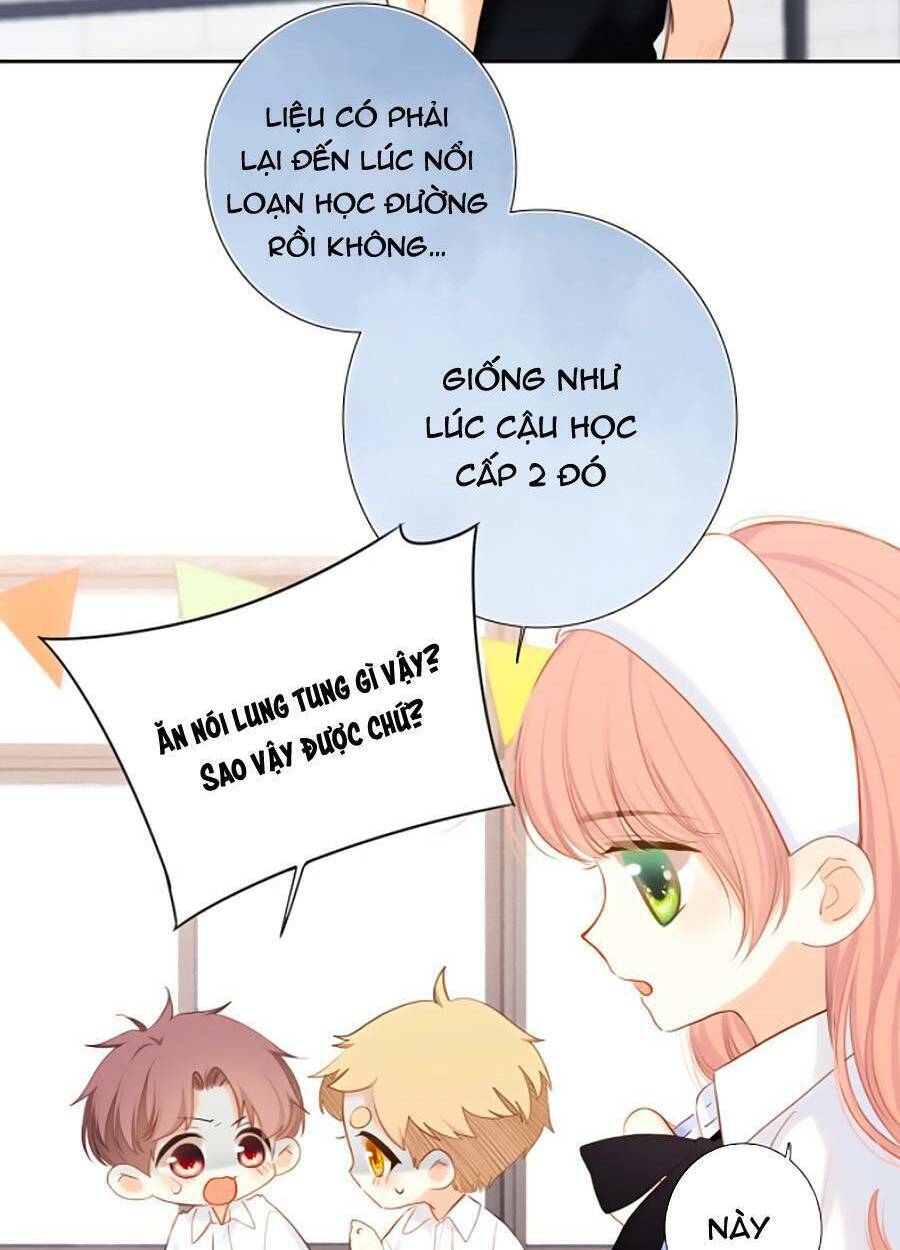 LIỆU CÓ PHẢI
LẠI ĐẾN LÚC NỔI
LOẠN HỌC ĐƯỜNG
RỒI KHÔNG...
GIỐNG NHƯ
LÚC CẬU HỌC
CẤP 2 ĐÓ
ĂN NÓI LUNG TUNG GÌ VẬY?
SAO VẬY ĐƯỢC CHỨ?
NÀY